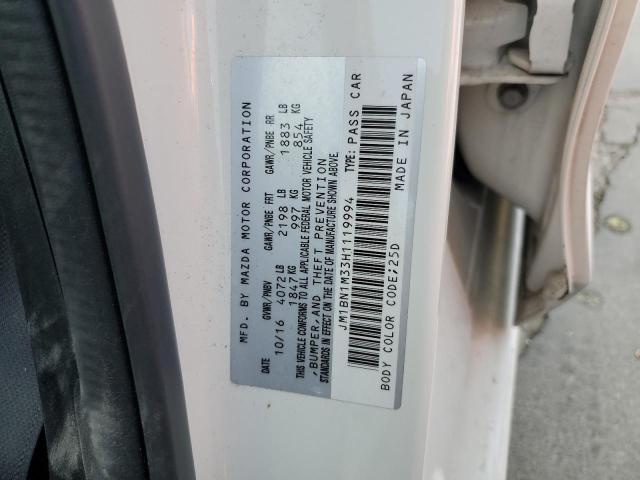 MFD. BY MAZDA MOTOR CORPORATION
DATE GVWR/PNBV GAWR/PNBE FRT GAWR/PNBE RR
10/16 4072 LB 2198 LB 1883 LB
1847 KG 997 KG 854 KG
THIS VEHICLE CONFORMS TO ALL APPLICABLE FEDERAL MOTOR VEHICLE SAFETY
,BUMPER,AND THEFT PREVENTION
STANDARDS IN EFFECT ON THE DATE OF MANUFACTURE SHOWN ABOVE.
JM1BN1M33H1119994 TYPE: PASS CAR
BODY COLOR CODE;25D MADE IN JAPAN